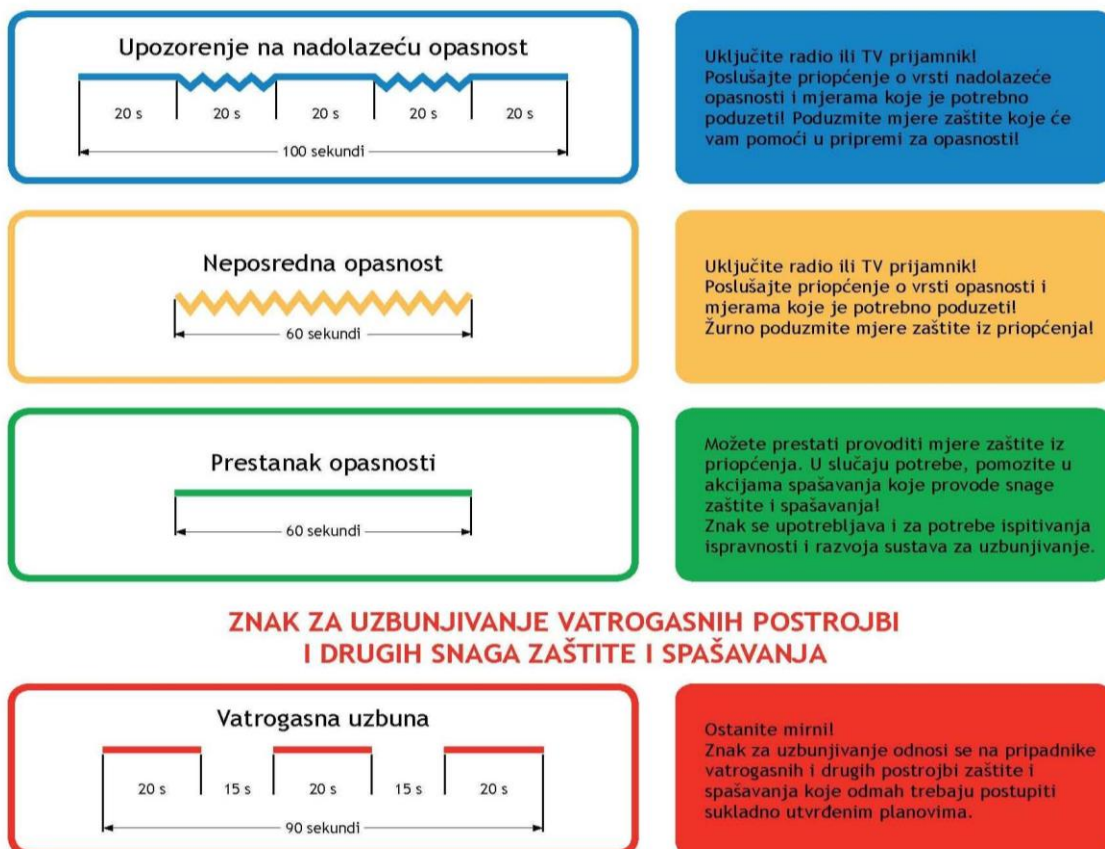 Upozorenje na nadolazeću opasnost
20 s 20 s 20 s 20 s 20 s
100 sekundi
Uključite radio ili TV prijamnik!
Poslušajte priopćenje o vrsti nadolazeće
opasnosti i mjerama koje je potrebno
poduzeti! Poduzmite mjere zaštite koje će
vam pomoći u pripremi za opasnosti!
Neposredna opasnost
60 sekundi
Uključite radio ili TV prijamnik!
Poslušajte priopćenje o vrsti opasnosti i
mjerama koje je potrebno poduzeti!
Žurno poduzmite mjere zaštite iz priopćenja!
Prestanak opasnosti
60 sekundi
Možete prestati provoditi mjere zaštite iz
priopćenja. U slučaju potrebe, pomozite u
akcijama spašavanja koje provode snage
zaštite i spašavanja!
Znak se upotrebljava i za potrebe ispitivanja
ispravnosti i razvoja sustava za uzbunjivanje.
ZNAK ZA UZBUNJIVANJE VATROGASNIH POSTROJBI
I DRUGIH SNAGA ZAŠTITE I SPAŠAVANJA
Vatrogasna uzbuna
20 s 15 s 20 s 15 s 20 s
90 sekundi
Ostanite mirni!
Znak za uzbunjivanje odnosi se na pripadnike
vatrogasnih i drugih postrojbi zaštite i
spašavanja koje odmah trebaju postupiti
sukladno utvrđenim planovima.